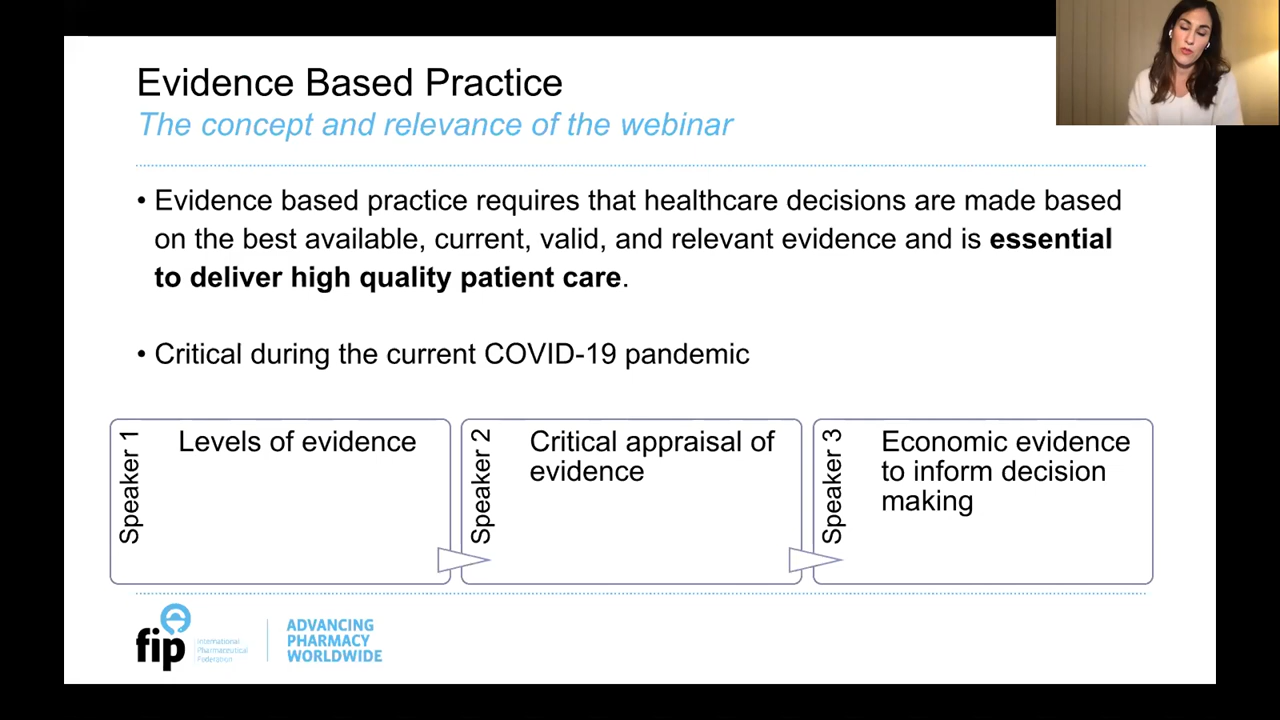 Evidence Based Practice
The concept and relevance of the webinar
• Evidence based practice requires that healthcare decisions are made based
on the best available, current, valid, and relevant evidence and is essential
to deliver high quality patient care.
• Critical during the current COVID-19 pandemic
Speaker 1
Levels of evidence
Speaker 2
Critical appraisal of
evidence
Speaker 3
Economic evidence
to inform decision
making
fip
International
Pharmaceutical
Federation
ADVANCING
PHARMACY
WORLDWIDE